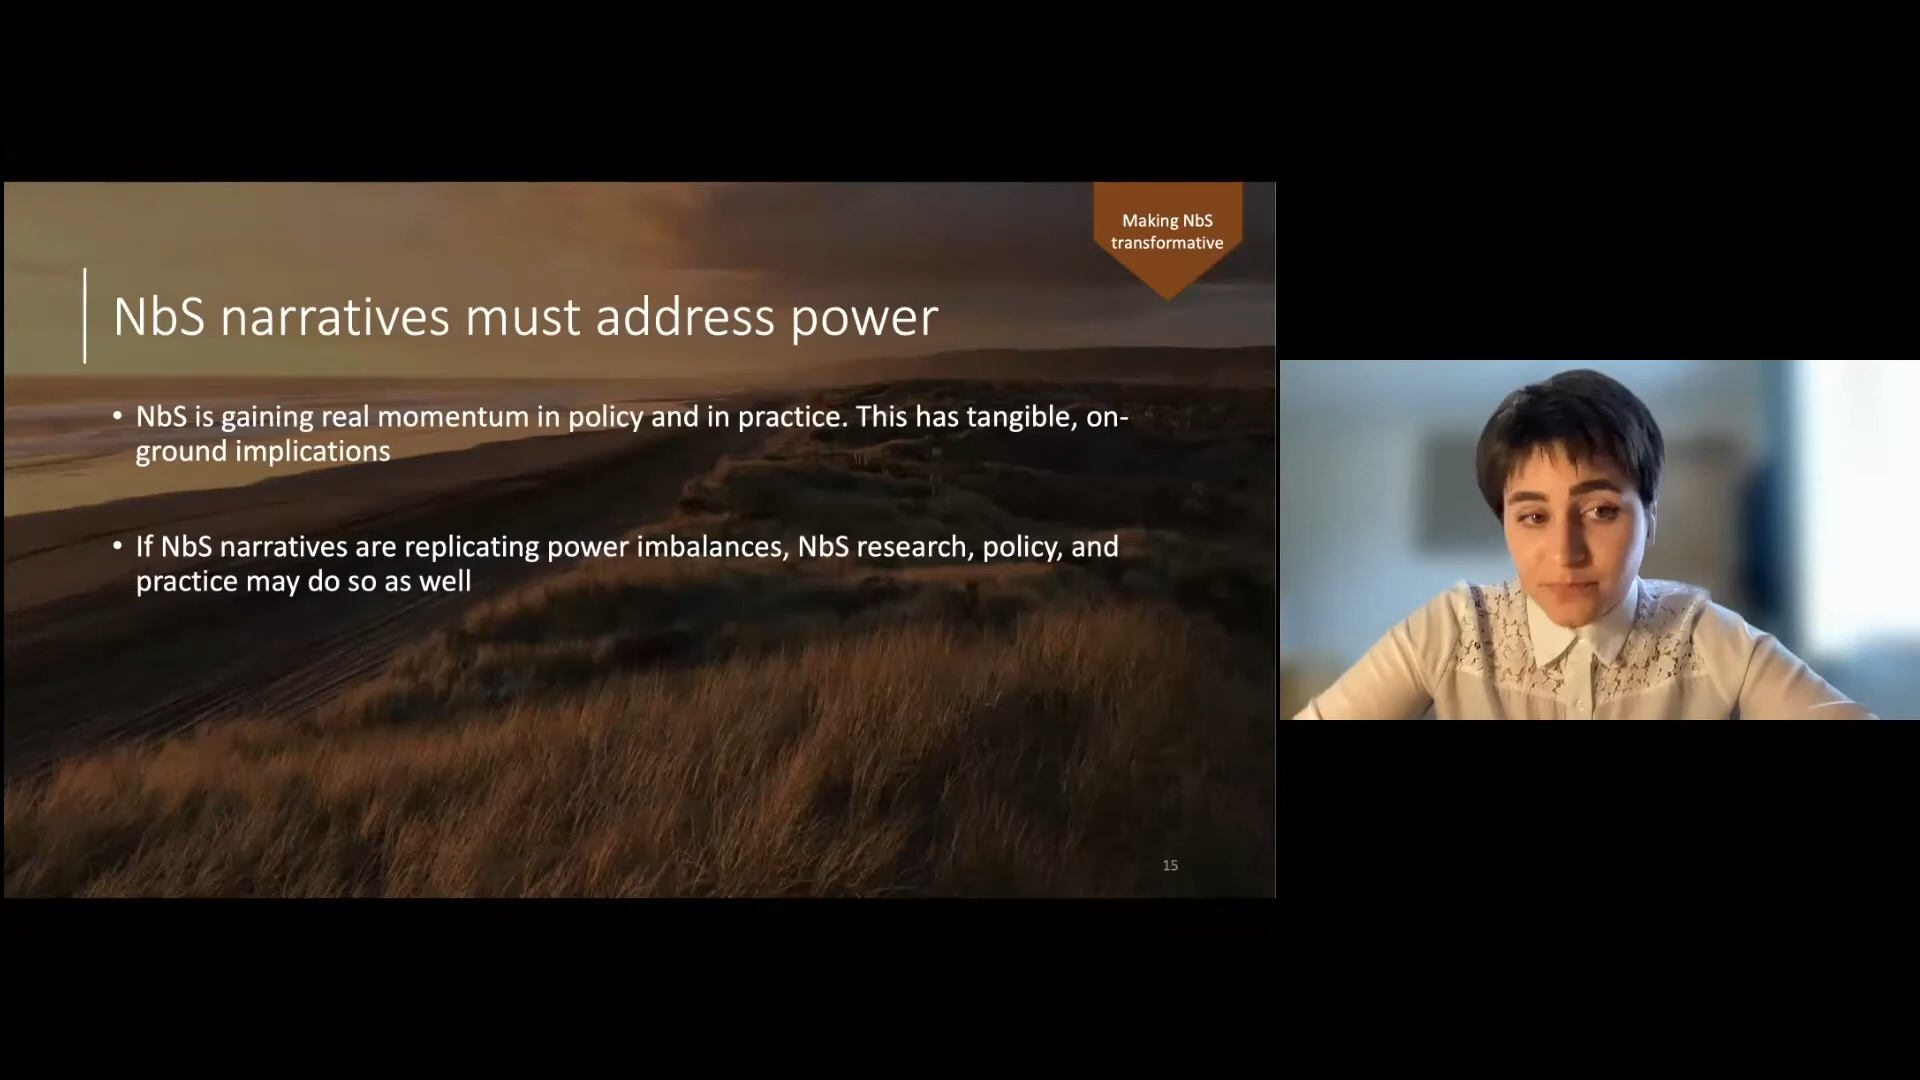 Making NbS
transformative
NbS narratives must address power
• NbS is gaining real momentum in policy and in practice. This has tangible, on-
ground implications
• If NbS narratives are replicating power imbalances, NbS research, policy, and
practice may do so as well
15